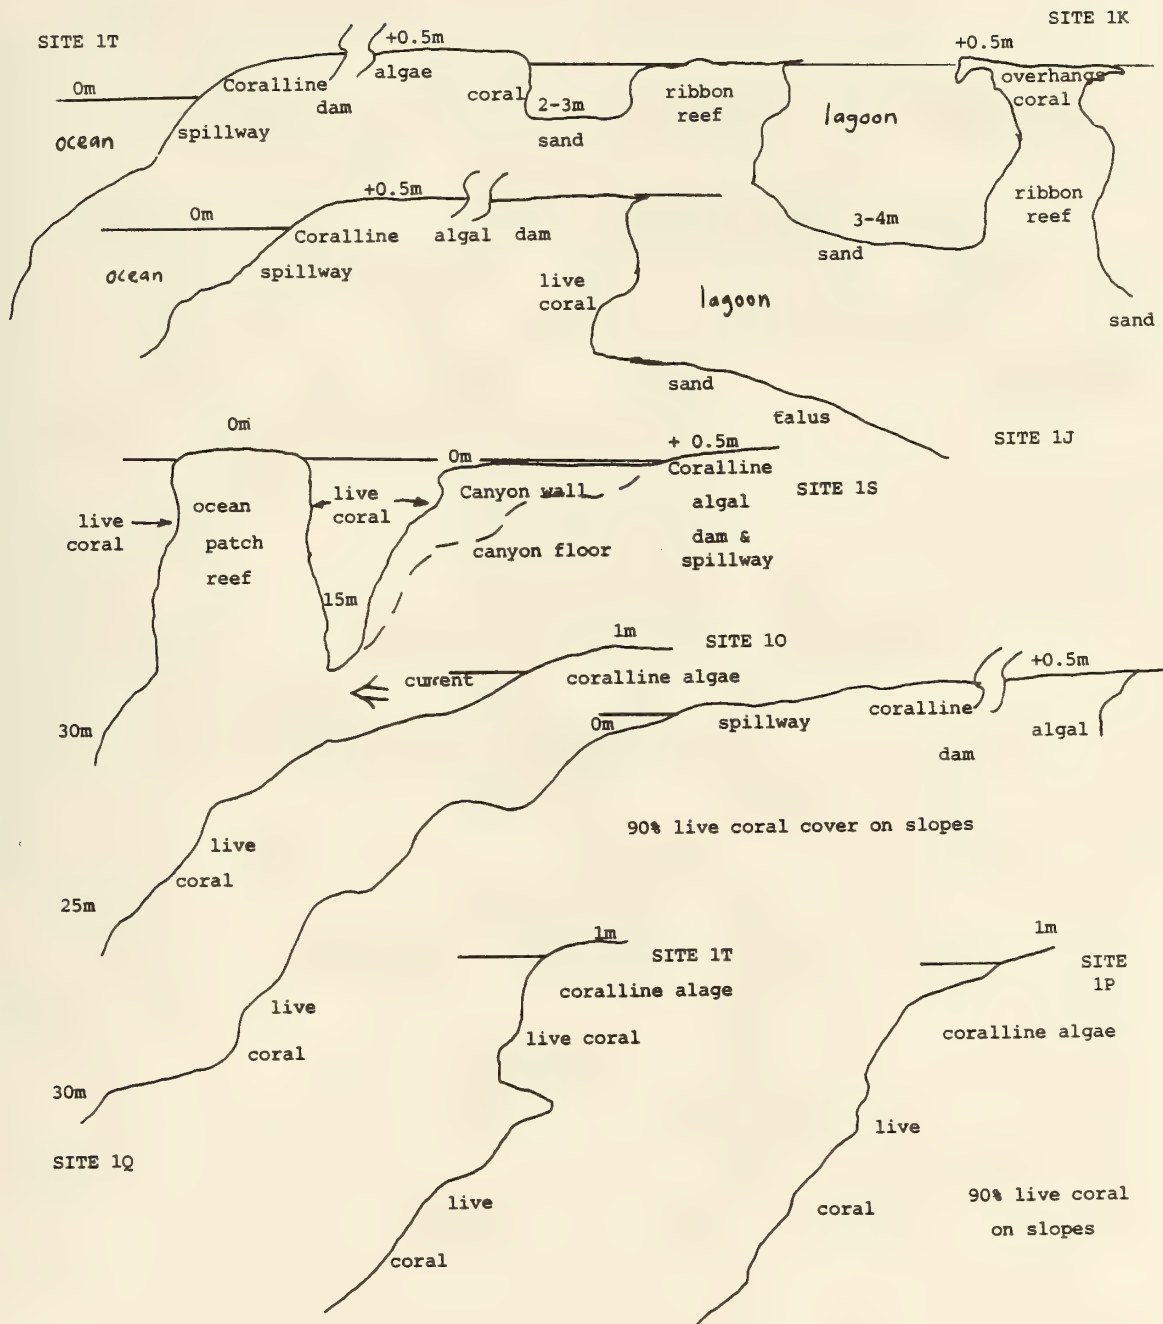 SITE 1K
SITE 1T
+0.5m
+0.5m
algae
Coralline
dam
0m
ocean
spillway
coral
2-3m
sand
ribbon
reef
lagoon
overhangs
coral
ribbon
reef
3-4m
sand
sand
+0.5m
0m
Coralline algal dam
ocean
spillway
live
coral
lagoon
sand
talus
SITE 1J
0m
0m
+ 0.5m
Coralline
algal
dam &
spillway
SITE 1S
live
coral
ocean
patch
reef
live
coral
Canyon wall
canyon floor
15m
30m
1m
SITE 1O
current
coralline algae
live
coral
25m
+0.5m
0m
spillway
coralline
dam
algal
90% live coral cover on slopes
live
coral
30m
SITE 1Q
1m
SITE 1T
coralline alage
live coral
live
coral
1m
SITE
1P
coralline algae
live
coral
90% live coral
on slopes